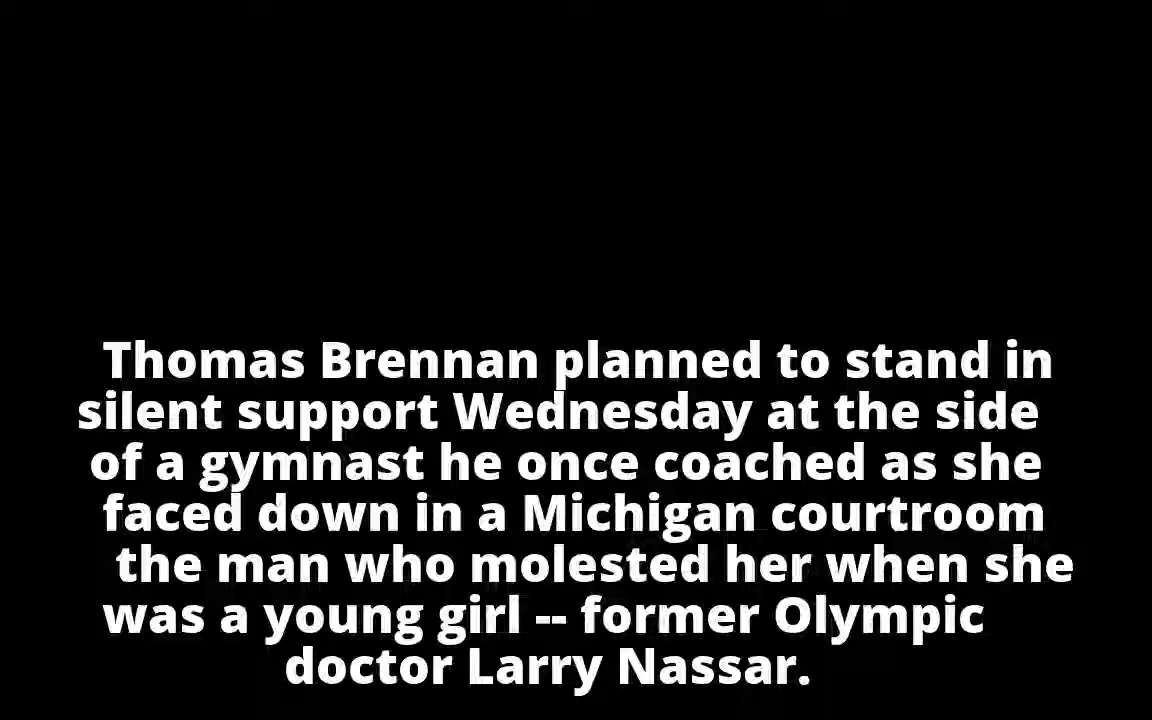 Thomas Brennan planned to stand in
silent support Wednesday at the side
of a gymnast he once coached as she
faced down in a Michigan courtroom
the man who molested her when she
was a young girl -- former Olympic
doctor Larry Nassar.